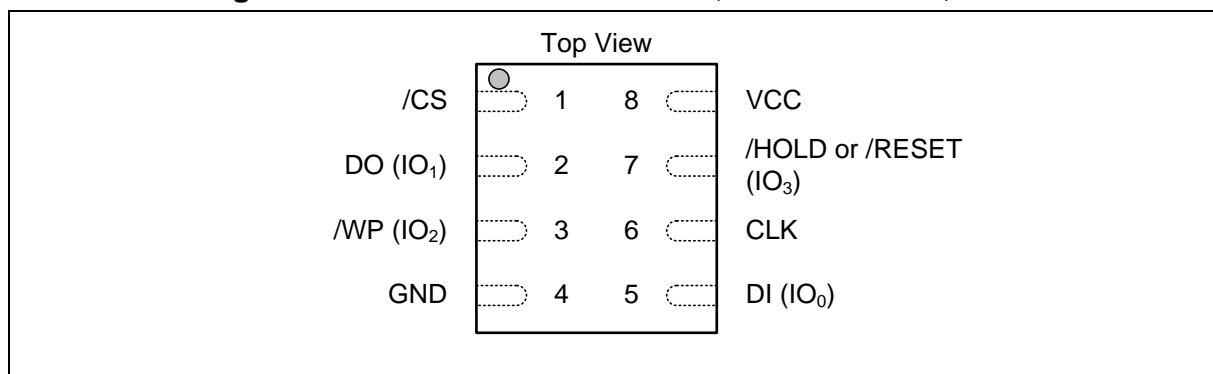 Top View
/CS 1 8 VCC
DO (IO₁) 2 7 /HOLD or /RESET
(IO₃)
/WP (IO₂) 3 6 CLK
GND 4 5 DI (IO₀)